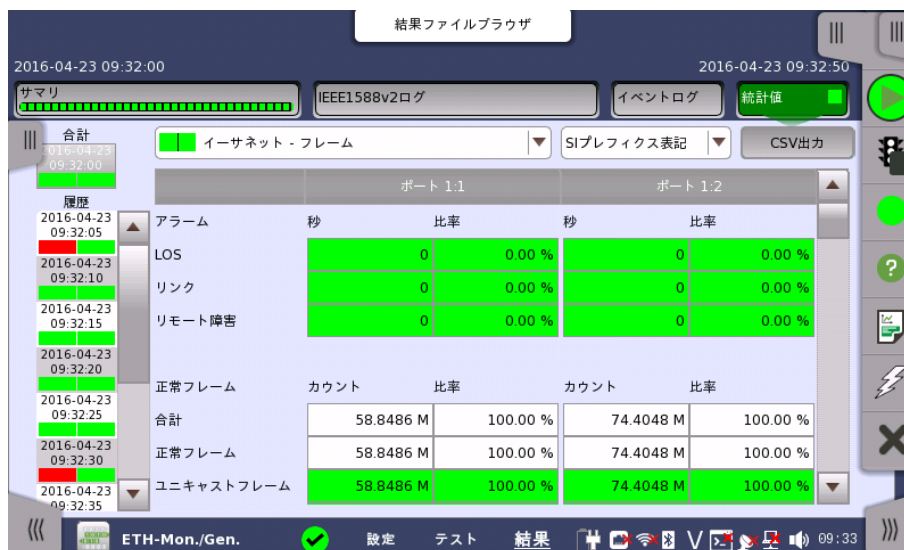 結果ファイルブラウザ
2016-04-23 09:32:00
2016-04-23 09:32:50
サマリ
IEEE1588v2ログ
イベントログ
統計値
合計
2016-04-23
09:32:00
イーサネット - フレーム
SIプレフィクス表記
CSV出力
履歴
2016-04-23
09:32:05
2016-04-23
09:32:10
2016-04-23
09:32:15
2016-04-23
09:32:20
2016-04-23
09:32:25
2016-04-23
09:32:30
2016-04-23
09:32:35
ポート 1:1 ポート 1:2
アラーム 秒 比率 秒 比率
LOS 0 0.00 % 0 0.00 %
リンク 0 0.00 % 0 0.00 %
リモート障害 0 0.00 % 0 0.00 %
正常フレーム カウント 比率 カウント 比率
合計 58.8486 M 100.00 % 74.4048 M 100.00 %
正常フレーム 58.8486 M 100.00 % 74.4048 M 100.00 %
ユニキャストフレーム 58.8486 M 100.00 % 74.4048 M 100.00 %
ETH-Mon./Gen. 設定 テスト 結果 V 09:33